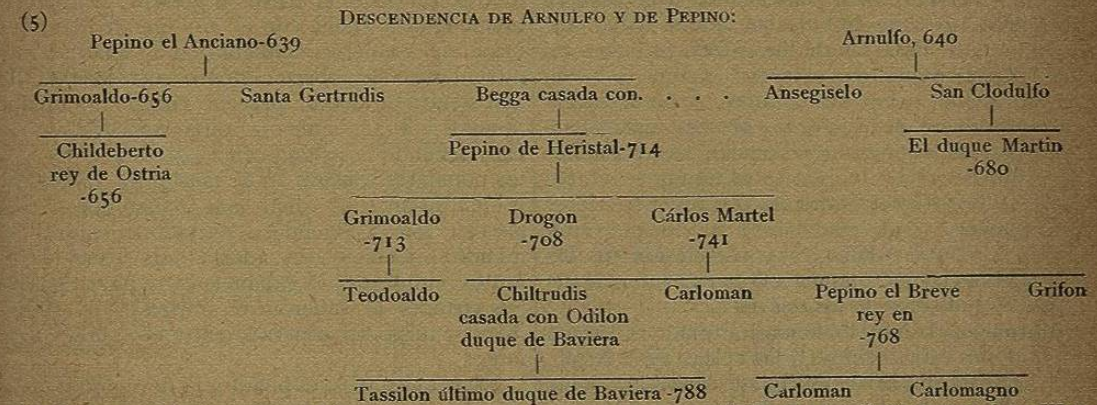 (5) DESCENDENCIA DE ARNULFO Y DE PEPINO:
Pepino el Anciano-639 Arnulfo, 640
Grimoaldo-656 Santa Gertrudis Begga casada con. . . . Ansegiselo San Clodulfo
Childeberto Pepino de Heristal-714 El duque Martin
rey de Ostria -680
-656
Grimoaldo Drogon Cárlos Martel
-713 -708 -741
Teodoaldo Chiltrudis Carloman Pepino el Breve Grifon
casada con Odilon rey en
duque de Baviera -768
Tassilon último duque de Baviera -788 Carloman Carlomagno